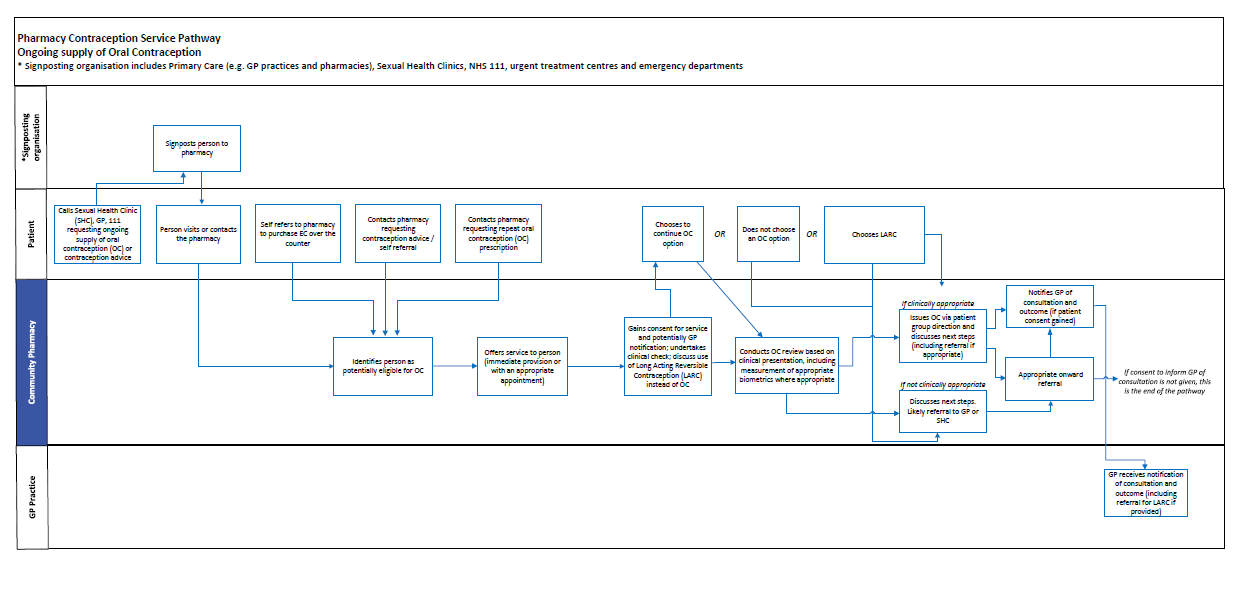 Pharmacy Contraception Service Pathway
Ongoing supply of Oral Contraception
* Signposting organisation includes Primary Care (e.g. GP practices and pharmacies), Sexual Health Clinics, NHS 111, urgent treatment centres and emergency departments
*Signposting
organisation
Signposts person to
pharmacy
Patient
Calls Sexual Health Clinic
(SHC), GP, 111
requesting ongoing
supply of oral
contraception (OC) or
contraception advice
Person visits or contacts
the pharmacy
Self refers to pharmacy
to purchase EC over the
counter
Contacts pharmacy
requesting
contraception advice /
self referral
Contacts pharmacy
requesting repeat oral
contraception (OC)
prescription
Chooses to
continue OC
option
OR
Does not choose
an OC option
OR
Chooses LARC
Community Pharmacy
Identifies person as
potentially eligible for OC
Offers service to person
(immediate provision or
with an appropriate
appointment)
Gains consent for service
and potentially GP
notification; undertakes
clinical check; discuss use
of Long Acting Reversible
Contraception (LARC)
instead of OC
Conducts OC review based on
clinical presentation, including
measurement of appropriate
biometrics where appropriate
If clinically appropriate
Issues OC via patient
group direction and
discusses next steps
(including referral if
appropriate)
If not clinically appropriate
Discusses next steps.
Likely referral to GP or
SHC
Notifies GP of
consultation and
outcome (if patient
consent gained)
Appropriate onward
referral
If consent to inform GP of
consultation is not given, this
is the end of the pathway
GP Practice
GP receives notification
of consultation and
outcome (including
referral for LARC if
provided)